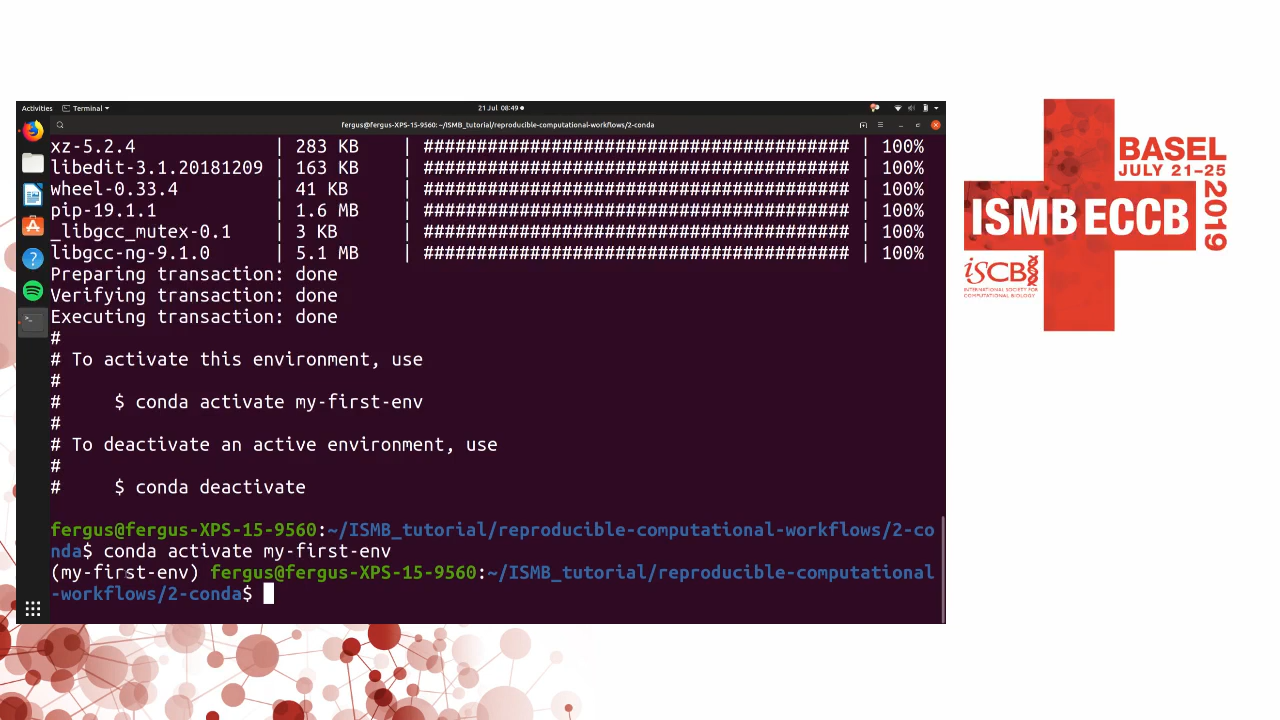 Activities
Terminal
21 Jul 08:49
fergus@fergus-XPS-15-9560: ~/ISMB_tutorial/reproducible-computational-workflows/2-conda
xz-5.2.4 | 283 KB | ######################################## | 100%
libedit-3.1.20181209 | 163 KB | ######################################## | 100%
wheel-0.33.4 | 41 KB | ######################################## | 100%
pip-19.1.1 | 1.6 MB | ######################################## | 100%
_libgcc_mutex-0.1 | 3 KB | ######################################## | 100%
libgcc-ng-9.1.0 | 5.1 MB | ######################################## | 100%
Preparing transaction: done
Verifying transaction: done
Executing transaction: done
#
# To activate this environment, use
#
# $ conda activate my-first-env
#
# To deactivate an active environment, use
#
# $ conda deactivate
fergus@fergus-XPS-15-9560:~/ISMB_tutorial/reproducible-computational-workflows/2-co
nda$ conda activate my-first-env
(my-first-env) fergus@fergus-XPS-15-9560:~/ISMB_tutorial/reproducible-computational
-workflows/2-conda$
BASEL
JULY 21–25
2019
ISMB ECCB
iSCB
INTERNATIONAL SOCIETY FOR
COMPUTATIONAL BIOLOGY